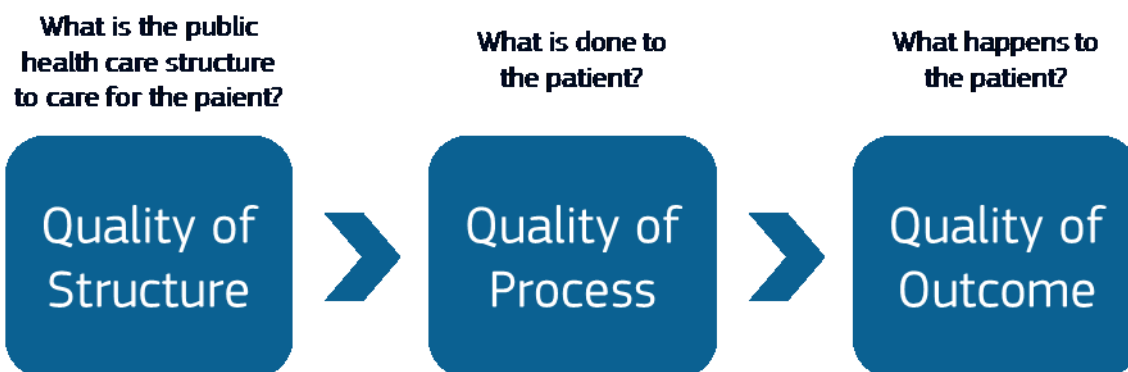 What is the public
health care structure
to care for the paient?
Quality of
Structure
What is done to
the patient?
Quality of
Process
What happens to
the patient?
Quality of
Outcome